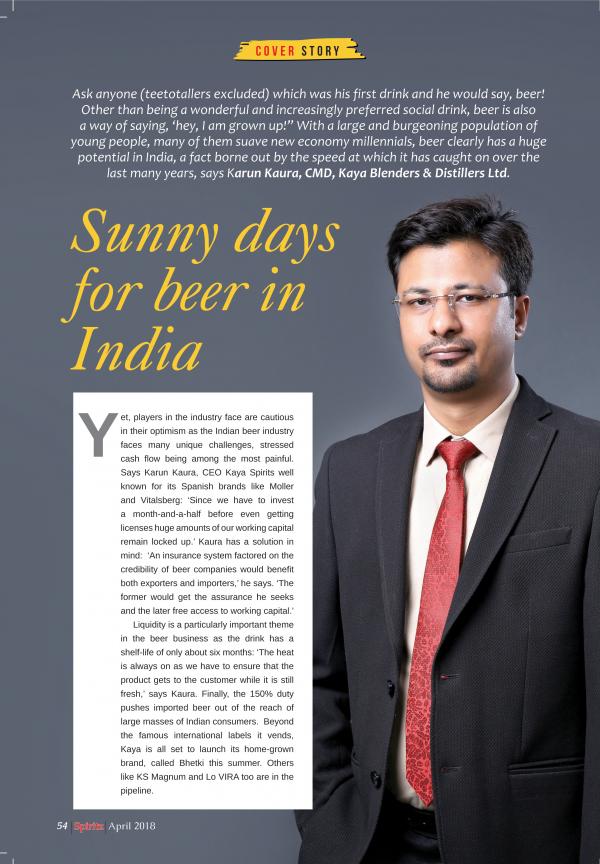 COVER STORY
Ask anyone (teetotallers excluded) which was his first drink and he would say, beer!
Other than being a wonderful and increasingly preferred social drink, beer is also
a way of saying, ‘hey, I am grown up!” With a large and burgeoning population of
young people, many of them suave new economy millennials, beer clearly has a huge
potential in India, a fact borne out by the speed at which it has caught on over the
last many years, says Karun Kaura, CMD, Kaya Blenders & Distillers Ltd.
Sunny days
for beer in
India
Yet, players in the industry face are cautious
in their optimism as the Indian beer industry
faces many unique challenges, stressed
cash flow being among the most painful.
Says Karun Kaura, CEO Kaya Spirits well
known for its Spanish brands like Moller
and Vitalsberg: ‘Since we have to invest
a month-and-a-half before even getting
licenses huge amounts of our working capital
remain locked up.’ Kaura has a solution in
mind: ‘An insurance system factored on the
credibility of beer companies would benefit
both exporters and importers,’ he says. ‘The
former would get the assurance he seeks
and the later free access to working capital.’
Liquidity is a particularly important theme
in the beer business as the drink has a
shelf-life of only about six months: ‘The heat
is always on as we have to ensure that the
product gets to the customer while it is still
fresh,’ says Kaura. Finally, the 150% duty
pushes imported beer out of the reach of
large masses of Indian consumers. Beyond
the famous international labels it vends,
Kaya is all set to launch its home-grown
brand, called Bhetki this summer. Others
like KS Magnum and Lo VIRA too are in the
pipeline.
54 |Spiritz| April 2018